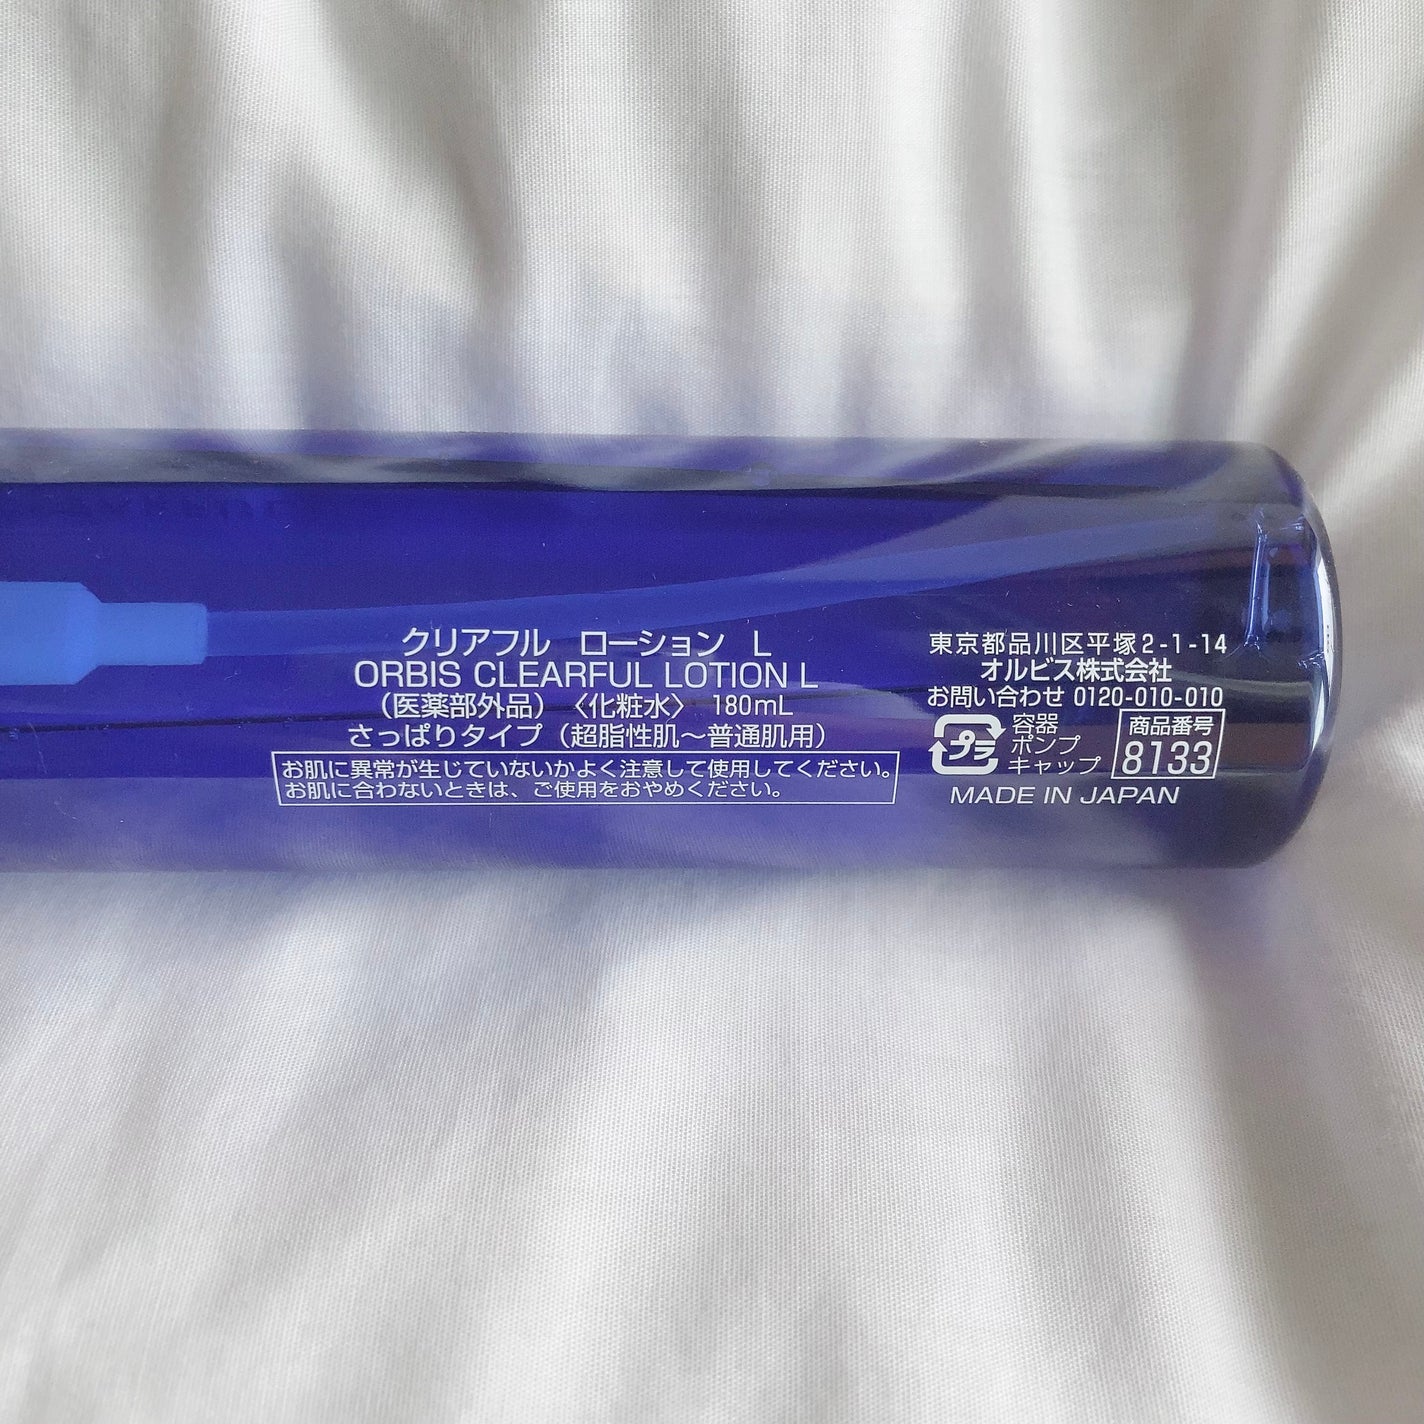 クリアフル　ローション　L
ORBIS CLEARFUL LOTION L
（医薬部外品）〈化粧水〉 180mL
さっぱりタイプ（超脂性肌～普通肌用）
お肌に異常が生じていないかよく注意して使用してください。
お肌に合わないときは、ご使用をおやめください。
東京都品川区平塚2-1-14
オルビス株式会社
お問い合わせ 0120-010-010
プラ
容器
ポンプ
キャップ
商品番号
8133
MADE IN JAPAN